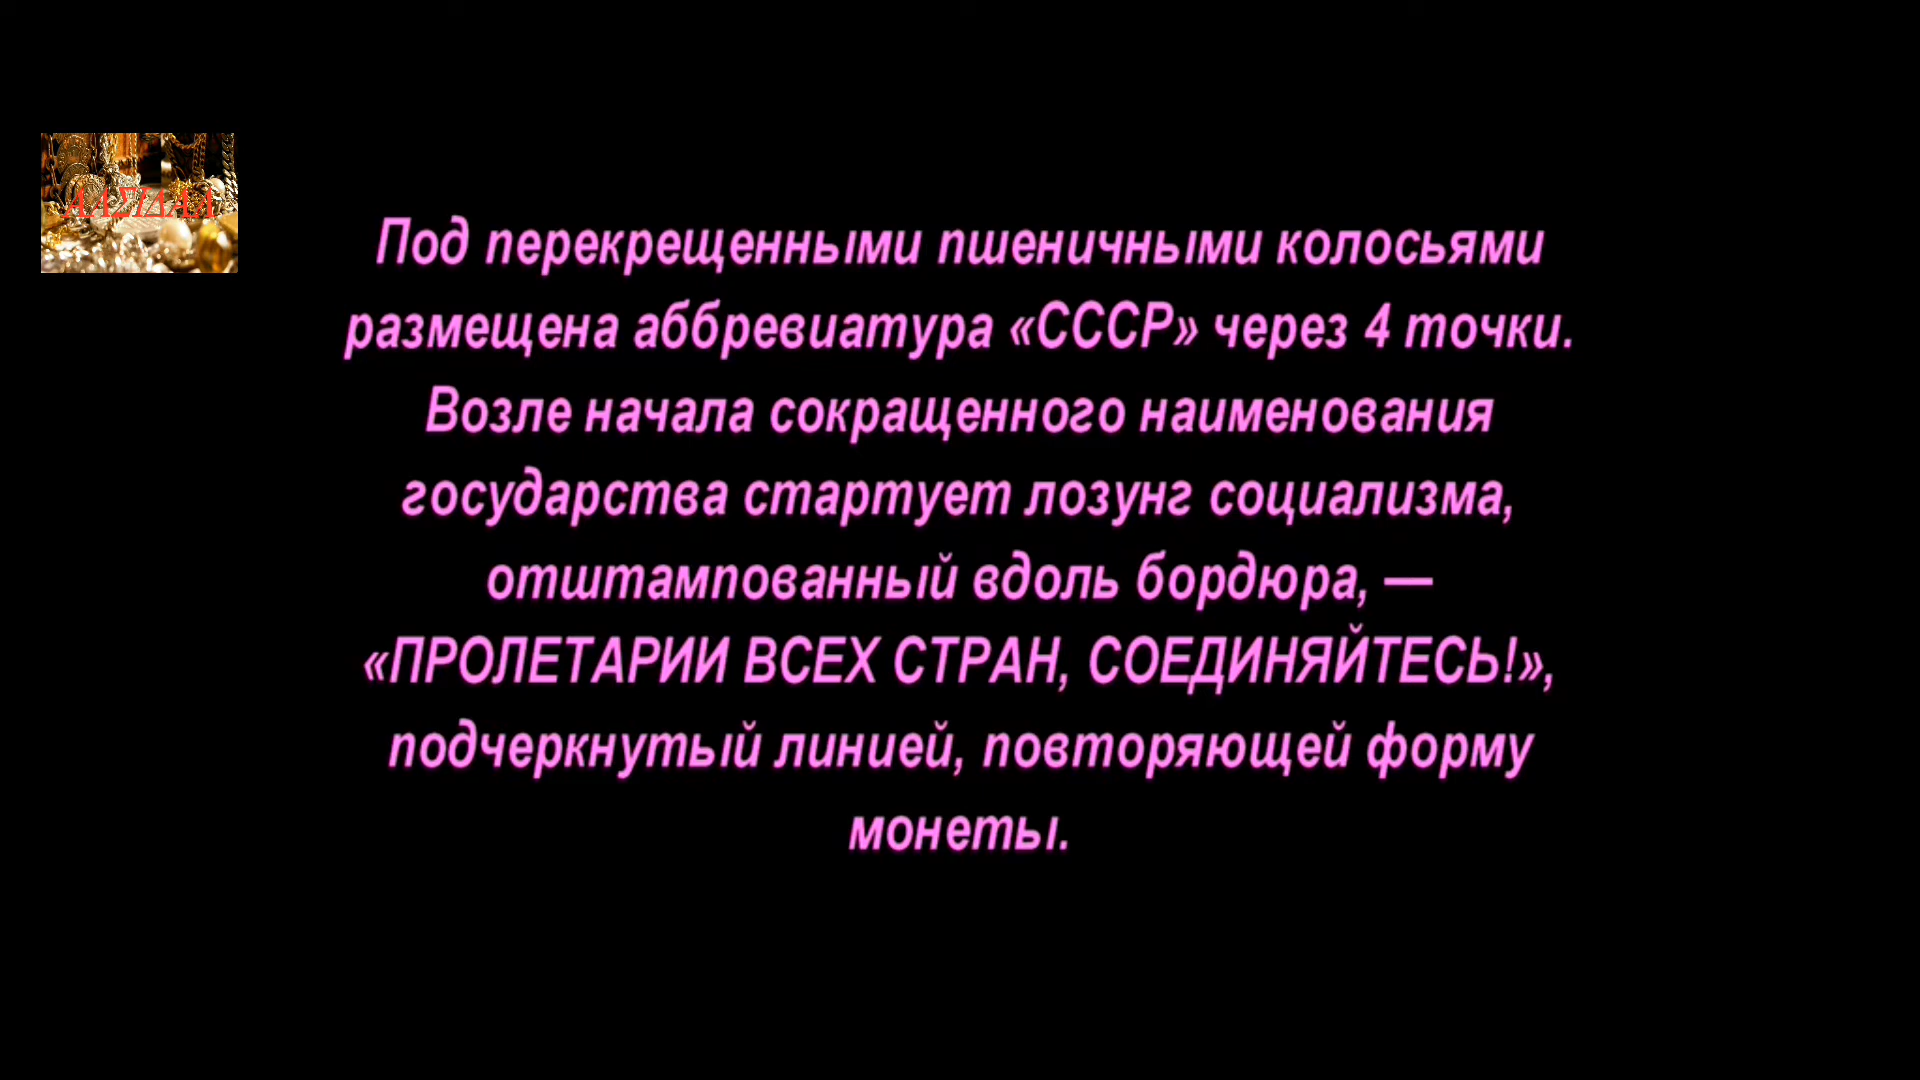 Под перекрещенными пшеничными колосьями
размещена аббревиатура «СССР» через 4 точки.
Возле начала сокращенного наименования
государства стартует лозунг социализма,
отштампованный вдоль бордюра, —
«ПРОЛЕТАРИИ ВСЕХ СТРАН, СОЕДИНЯЙТЕСЬ!»,
подчеркнутый линией, повторяющей форму
монеты.